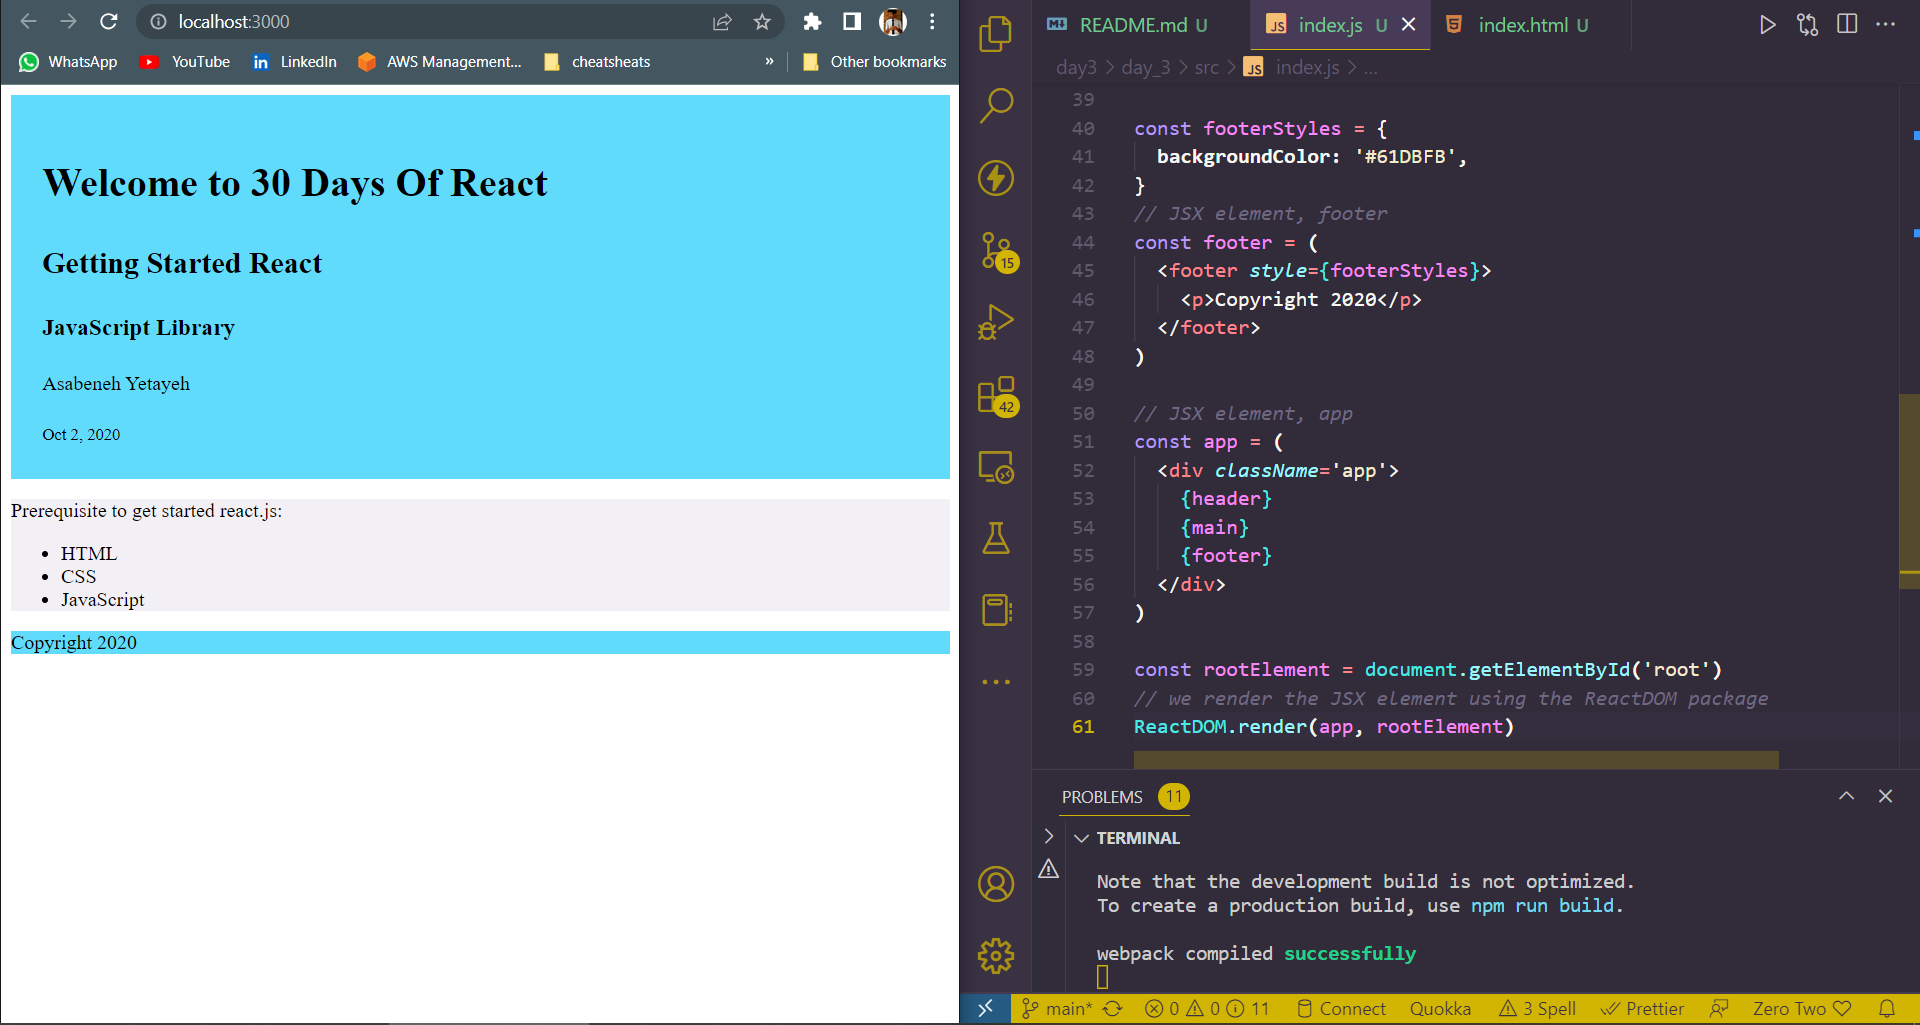 localhost:3000
WhatsApp YouTube LinkedIn AWS Management... cheatsheats » Other bookmarks
Welcome to 30 Days Of React
Getting Started React
JavaScript Library
Asabeneh Yetayeh
Oct 2, 2020
Prerequisite to get started react.js:
• HTML
• CSS
• JavaScript
Copyright 2020
15
42
README.md U JS index.js U index.html U
day3 > day_3 > src > JS index.js > ...
39
40 const footerStyles = {
41 backgroundColor: '#61DBFB',
42 }
43 // JSX element, footer
44 const footer = (
45 <footer style={footerStyles}>
46 <p>Copyright 2020</p>
47 </footer>
48 )
49
50 // JSX element, app
51 const app = (
52 <div className='app'>
53 {header}
54 {main}
55 {footer}
56 </div>
57 )
58
59 const rootElement = document.getElementById('root')
60 // we render the JSX element using the ReactDOM package
61 ReactDOM.render(app, rootElement)
PROBLEMS 11
TERMINAL
Note that the development build is not optimized.
To create a production build, use npm run build.
webpack compiled successfully
main* 0 0 11 Connect Quokka 3 Spell Prettier Zero Two